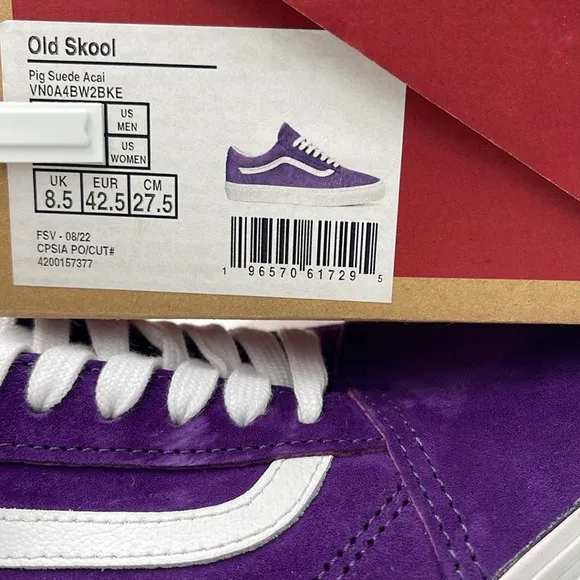 Old Skool
Pig Suede Acai
VN0A4BW2BKE
US
MEN
US
WOMEN
UK EUR CM
8.5 42.5 27.5
FSV - 08/22
CPSIA PO/CUT#
4200157377
1 96570 61729 5